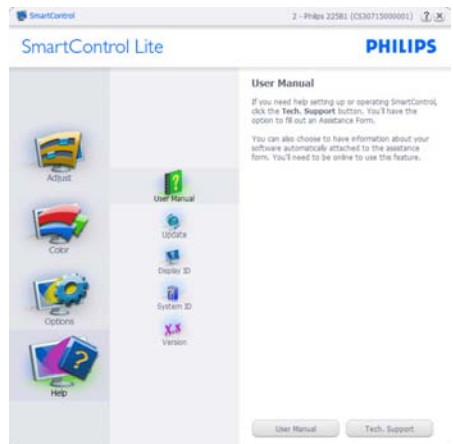 SmartControl
2 - Philips 225B1 (CS30715000001)
?
X
SmartControl Lite
PHILIPS
Adjust
Color
Options
Help
User Manual
Update
Display ID
System ID
X.X
Version
User Manual
If you need help setting up or operating SmartControl,
click the Tech. Support button. You'll have the
option to fill out an Assistance Form.
You can also choose to have information about your
software automatically attached to the assistance
form. You'll need to be online to use this feature.
User Manual
Tech. Support